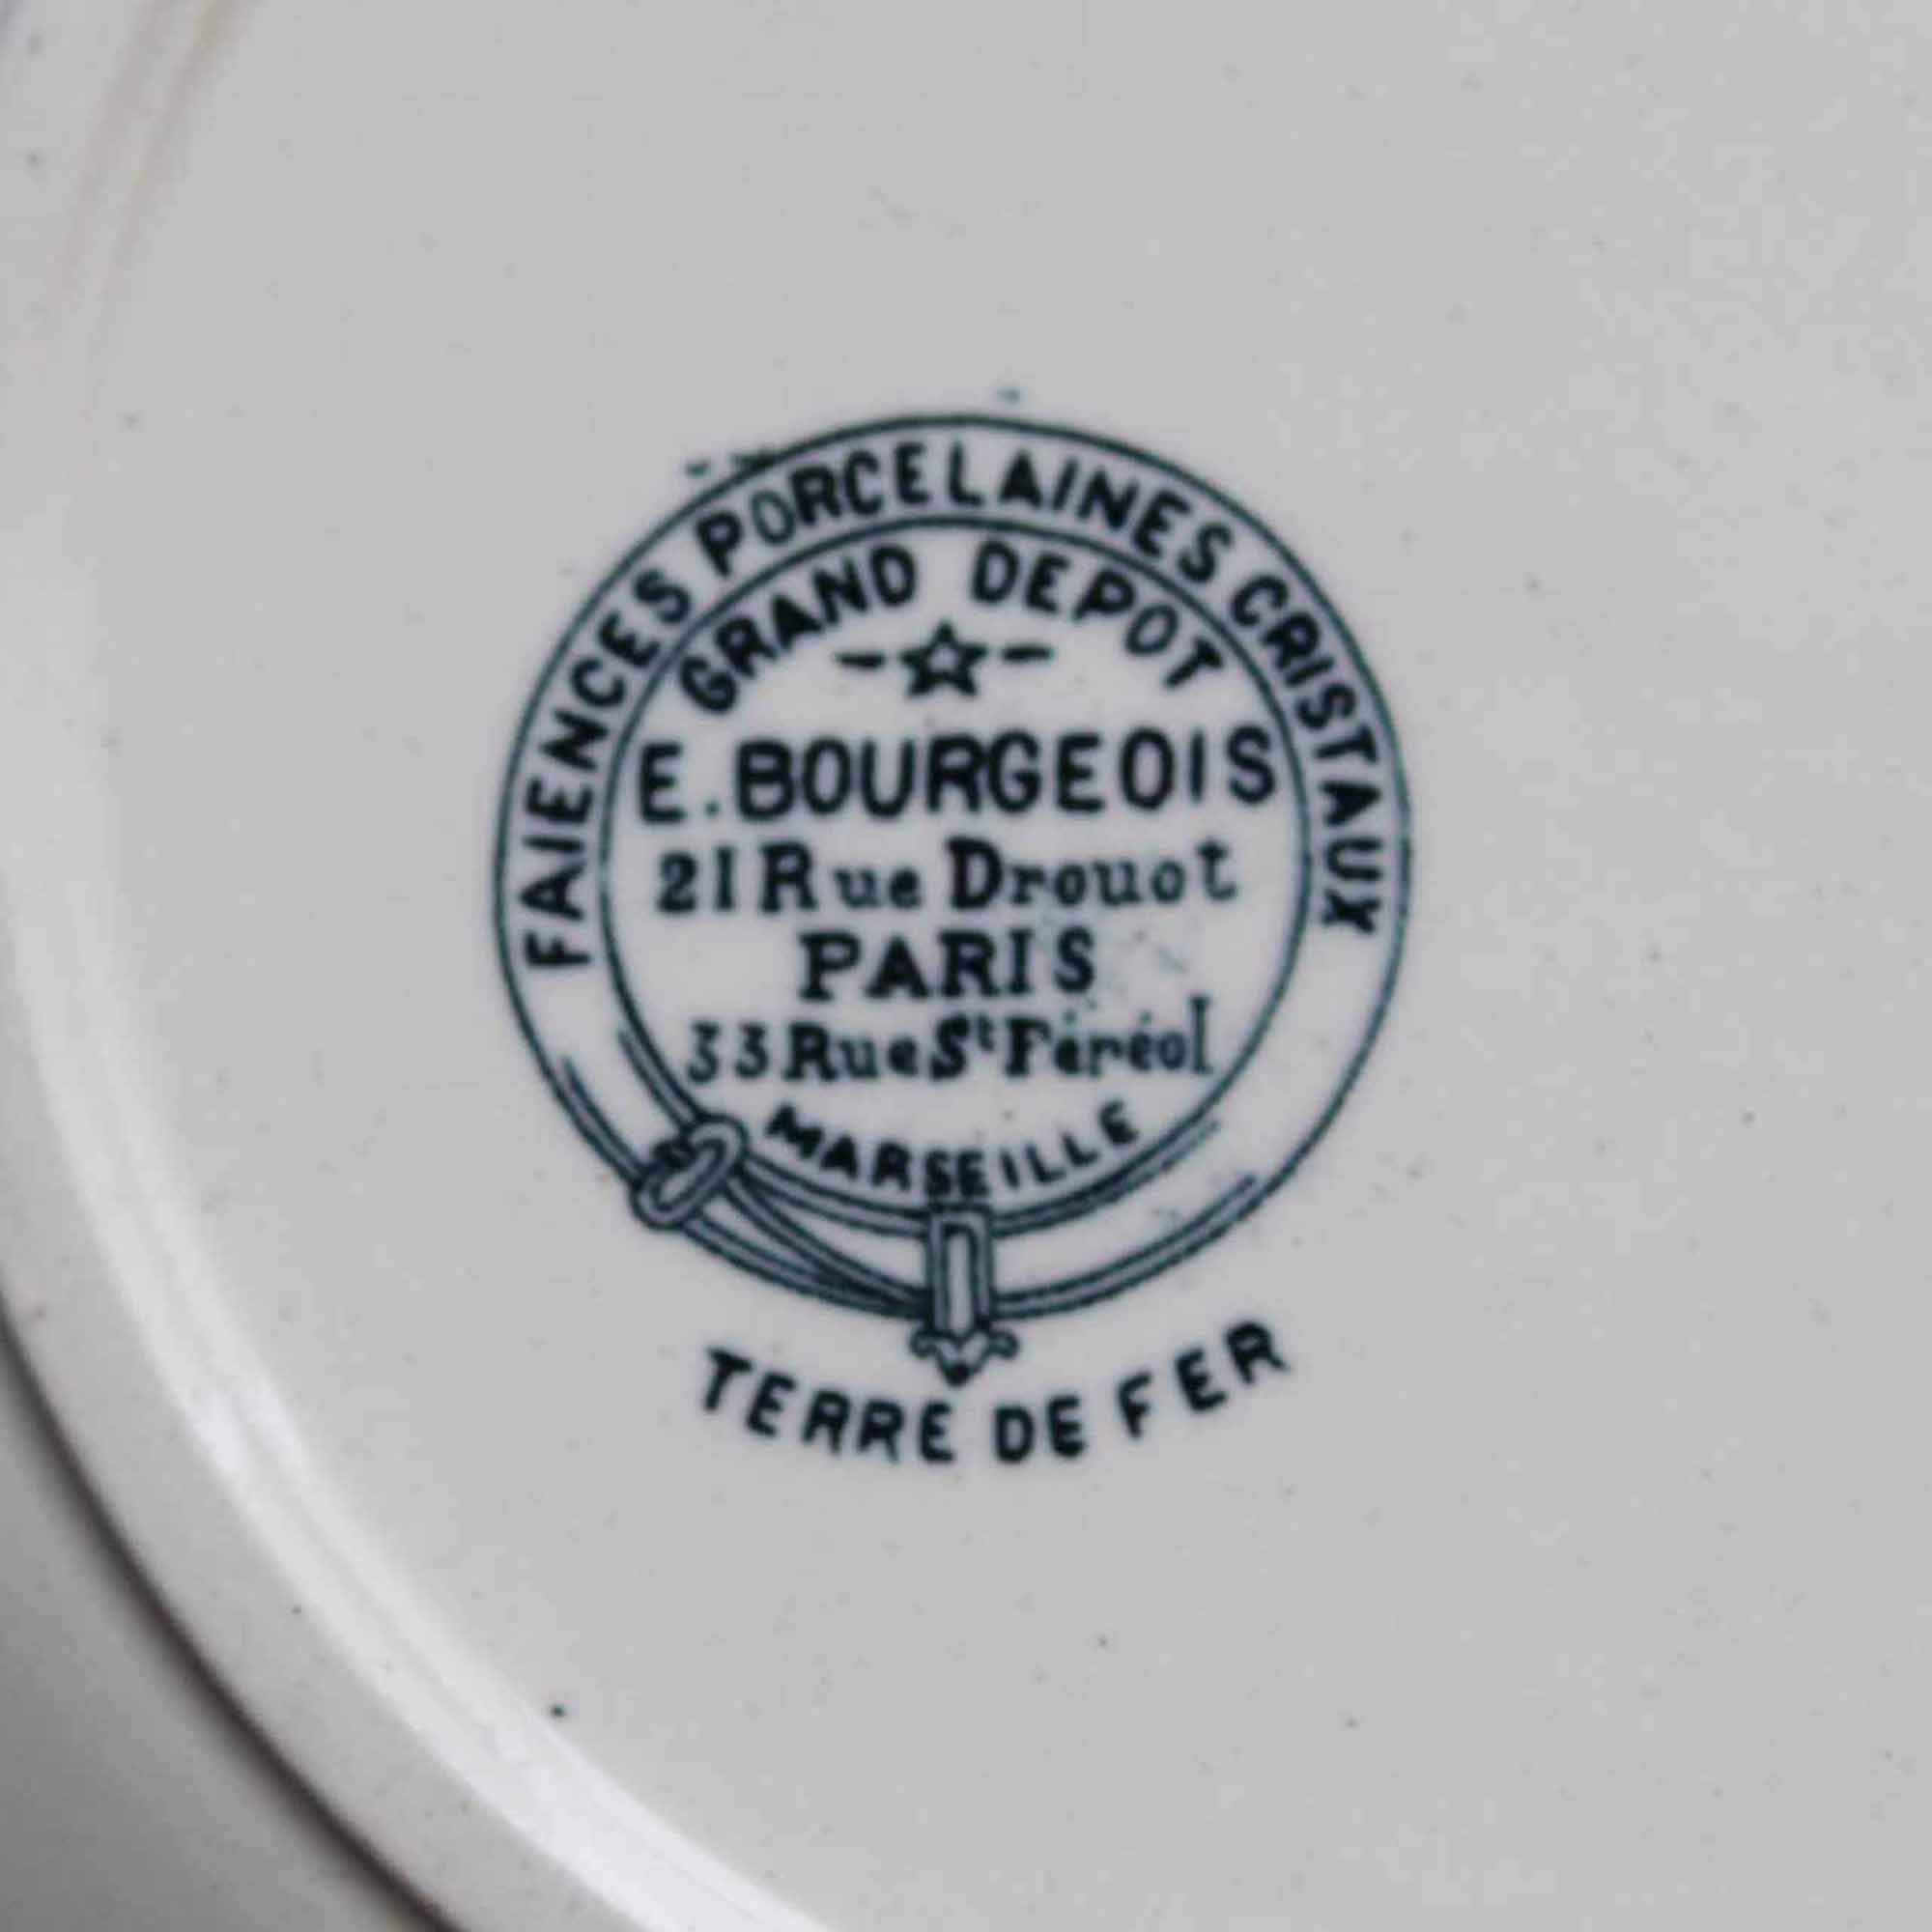 FAIENCES PORCELAINES CRISTAUX
GRAND DEPOT
E. BOURGEOIS
21 Rue Drouot
PARIS
33 Rue St Féréol
MARSEILLE
TERRE DE FER